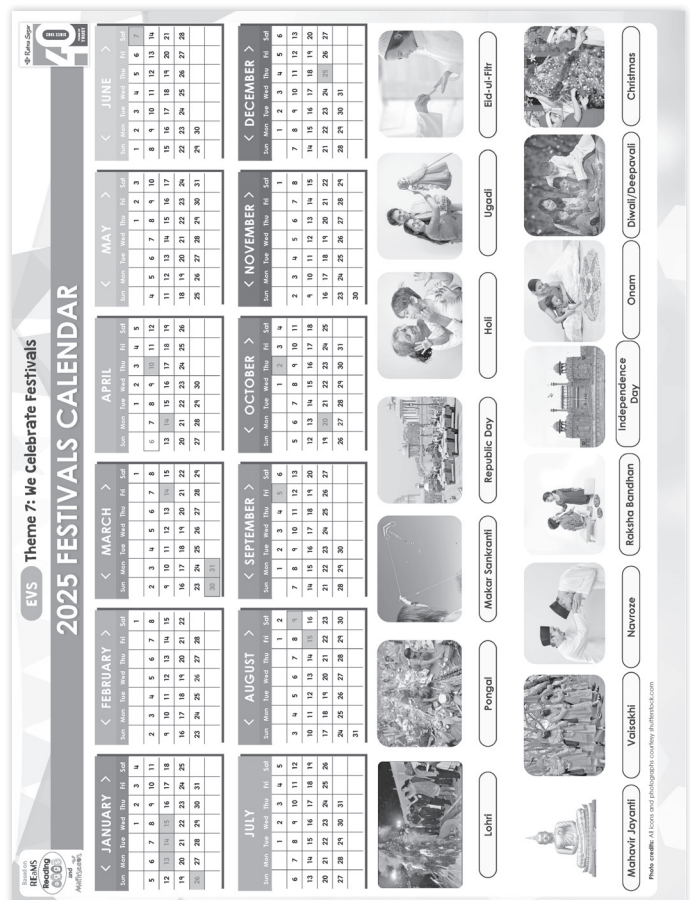 Based on
REaMS
Reading
and
EVS Theme 7: We Celebrate Festivals
Ratna Sagar
2025 FESTIVALS CALENDAR
< JANUARY >
Sun Mon Tue Wed Thu Fri Sat
1 2 3 4
5 6 7 8 9 10 11
12 13 14 15 16 17 18
19 20 21 22 23 24 25
26 27 28 29 30 31
< FEBRUARY >
Sun Mon Tue Wed Thu Fri Sat
1
2 3 4 5 6 7 8
9 10 11 12 13 14 15
16 17 18 19 20 21 22
23 24 25 26 27 28
< MARCH >
Sun Mon Tue Wed Thu Fri Sat
1
2 3 4 5 6 7 8
9 10 11 12 13 14 15
16 17 18 19 20 21 22
23 24 25 26 27 28 29
30 31
APRIL
Sun Mon Tue Wed Thu Fri Sat
1 2 3 4 5
6 7 8 9 10 11 12
13 14 15 16 17 18 19
20 21 22 23 24 25 26
27 28 29 30
< MAY >
Sun Mon Tue Wed Thu Fri Sat
1 2 3
4 5 6 7 8 9 10
11 12 13 14 15 16 17
18 19 20 21 22 23 24
25 26 27 28 29 30 31
< JUNE >
Sun Mon Tue Wed Thu Fri Sat
1 2 3 4 5 6 7
8 9 10 11 12 13 14
15 16 17 18 19 20 21
22 23 24 25 26 27 28
29 30
JULY
Sun Mon Tue Wed Thu Fri Sat
1 2 3 4 5
6 7 8 9 10 11 12
13 14 15 16 17 18 19
20 21 22 23 24 25 26
27 28 29 30 31
< AUGUST >
Sun Mon Tue Wed Thu Fri Sat
1 2
3 4 5 6 7 8 9
10 11 12 13 14 15 16
17 18 19 20 21 22 23
24 25 26 27 28 29 30
31
< SEPTEMBER >
Sun Mon Tue Wed Thu Fri Sat
1 2 3 4 5 6
7 8 9 10 11 12 13
14 15 16 17 18 19 20
21 22 23 24 25 26 27
28 29 30
< OCTOBER >
Sun Mon Tue Wed Thu Fri Sat
1 2 3 4
5 6 7 8 9 10 11
12 13 14 15 16 17 18
19 20 21 22 23 24 25
26 27 28 29 30 31
< NOVEMBER >
Sun Mon Tue Wed Thu Fri Sat
1
2 3 4 5 6 7 8
9 10 11 12 13 14 15
16 17 18 19 20 21 22
23 24 25 26 27 28 29
30
< DECEMBER >
Sun Mon Tue Wed Thu Fri Sat
1 2 3 4 5 6
7 8 9 10 11 12 13
14 15 16 17 18 19 20
21 22 23 24 25 26 27
28 29 30 31
Lohri
Pongal
Makar Sankranti
Republic Day
Holi
Ugadi
Eid-ul-Fitr
Mahavir Jayanti
Vaisakhi
Navroze
Raksha Bandhan
Independence
Day
Onam
Diwali/Deepavali
Christmas
Photo credits: All icons and photographs courtesy shutterstock.com